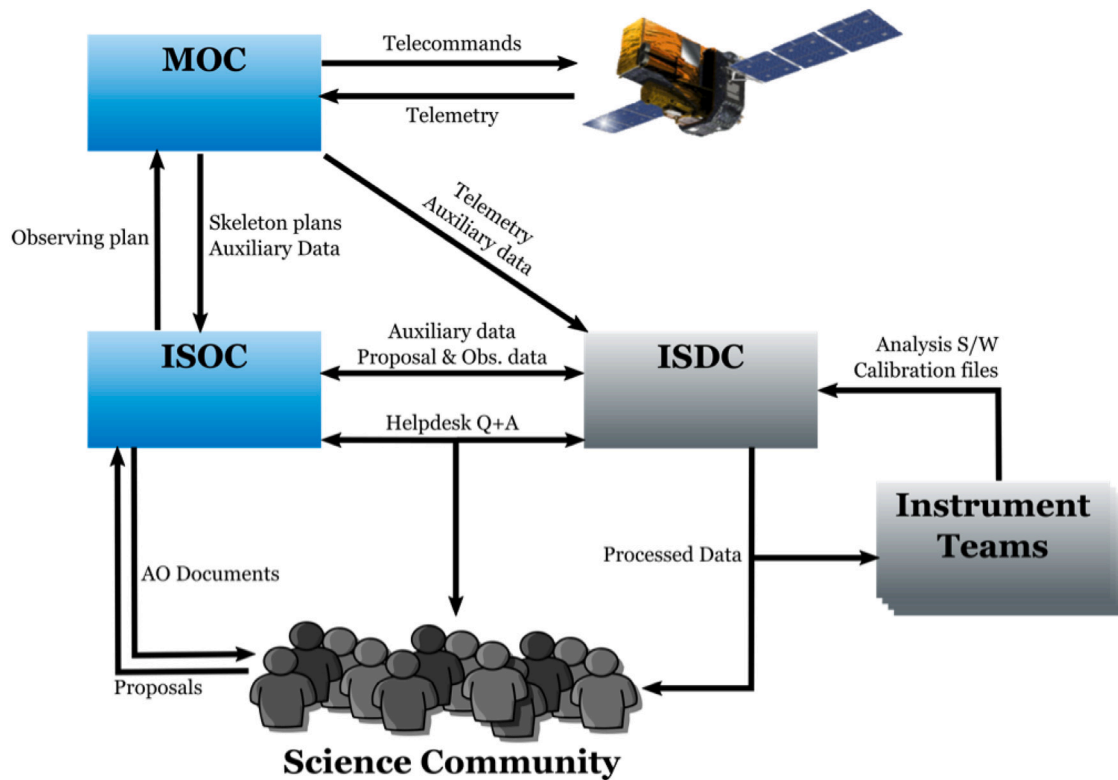 MOC
Telecommands
Telemetry
Observing plan
Skeleton plans
Auxiliary Data
Telemetry
Auxiliary data
ISOC
Auxiliary data
Proposal & Obs. data
ISDC
Analysis S/W
Calibration files
Helpdesk Q+A
Instrument
Teams
Processed Data
AO Documents
Proposals
Science Community